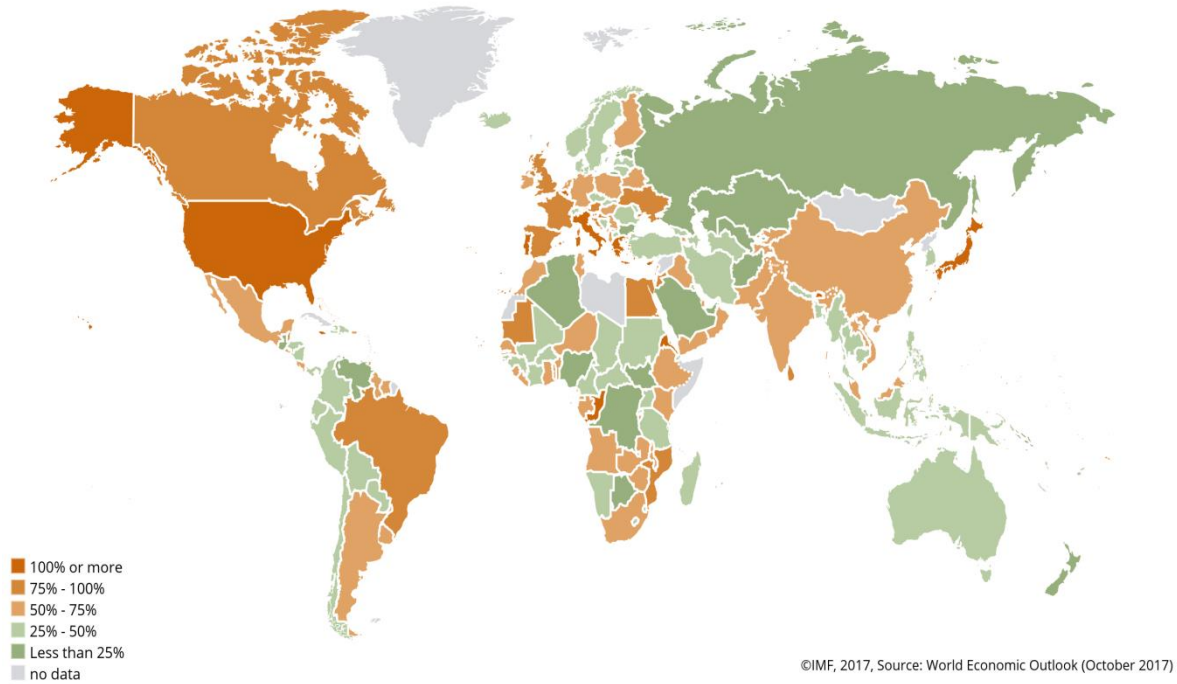 100% or more
75% - 100%
50% - 75%
25% - 50%
Less than 25%
no data
©IMF, 2017, Source: World Economic Outlook (October 2017)